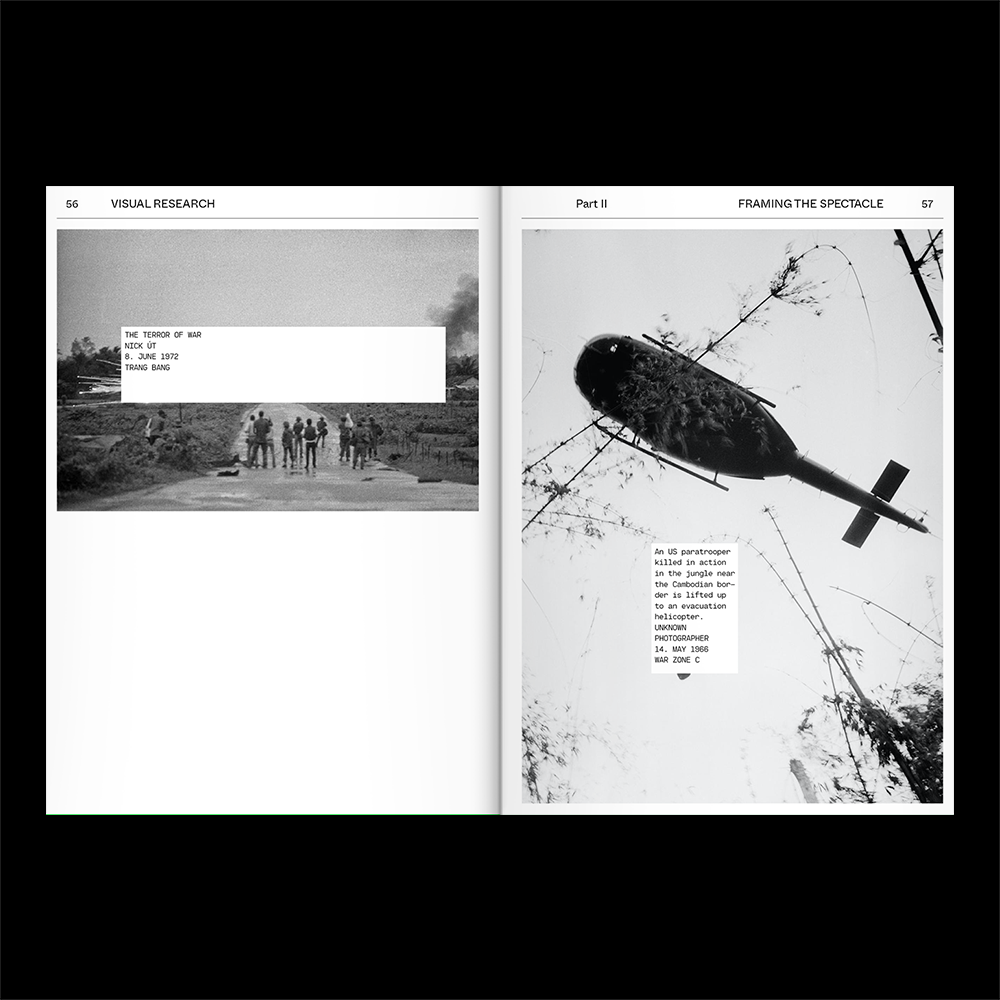 56 VISUAL RESEARCH
THE TERROR OF WAR
NICK ÚT
8. JUNE 1972
TRANG BANG
Part II FRAMING THE SPECTACLE 57
An US paratrooper
killed in action
in the jungle near
the Cambodian bor-
der is lifted up
to an evacuation
helicopter.
UNKNOWN
PHOTOGRAPHER
14. MAY 1966
WAR ZONE C